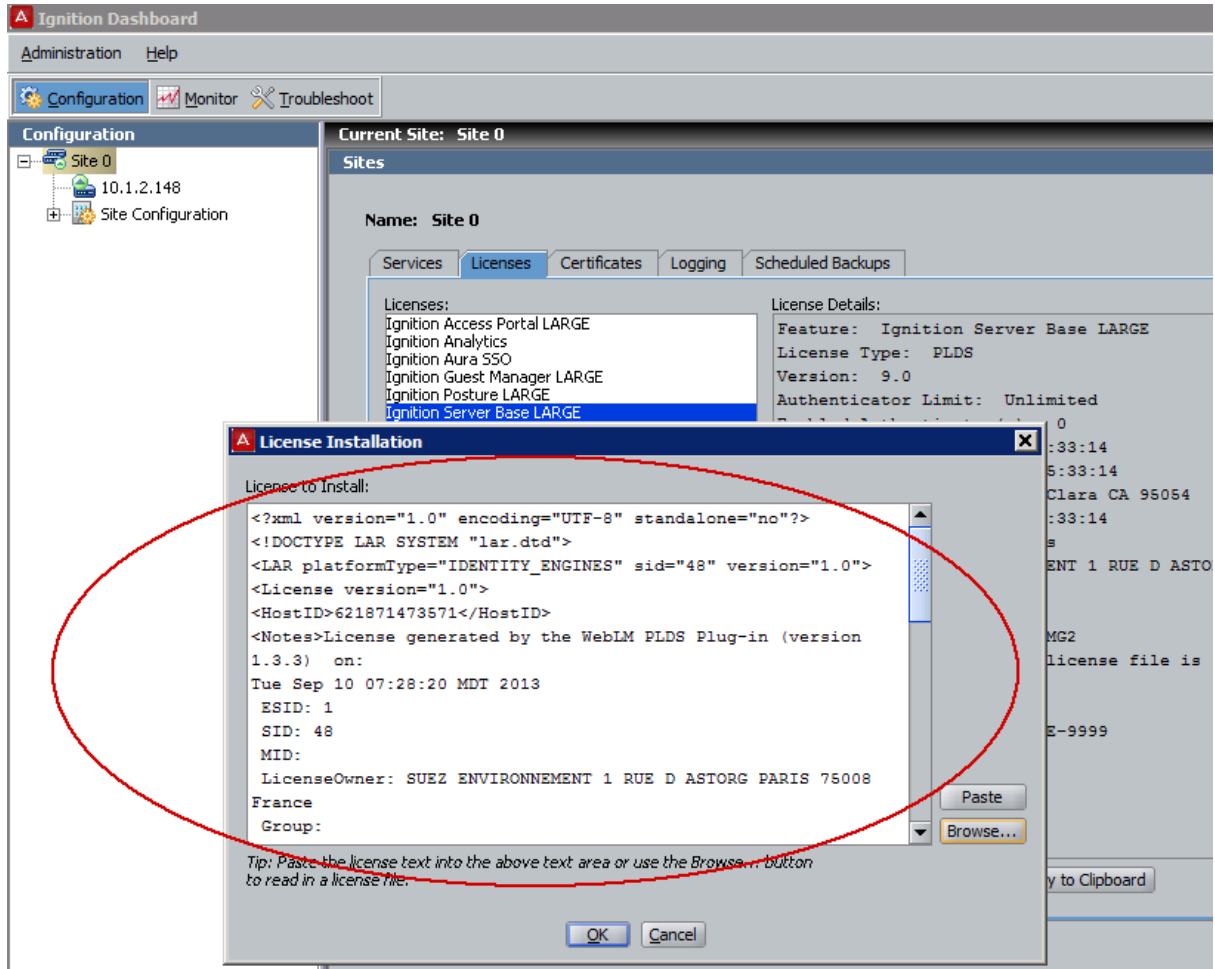 Ignition Dashboard
Administration Help
Configuration Monitor Troubleshoot
Configuration
Site 0
10.1.2.148
Site Configuration
Current Site: Site 0
Sites
Name: Site 0
Services Licenses Certificates Logging Scheduled Backups
Licenses:
Ignition Access Portal LARGE
Ignition Analytics
Ignition Aura SSO
Ignition Guest Manager LARGE
Ignition Posture LARGE
Ignition Server Base LARGE
License Details:
Feature: Ignition Server Base LARGE
License Type: PLDS
Version: 9.0
Authenticator Limit: Unlimited
0
:33:14
5:33:14
Clara CA 95054
:33:14
s
ENT 1 RUE D ASTO
MG2
license file is
E-9999
y to Clipboard
License Installation
License to Install:
<?xml version="1.0" encoding="UTF-8" standalone="no"?>
<!DOCTYPE LAR SYSTEM "lar.dtd">
<LAR platformType="IDENTITY_ENGINES" sid="48" version="1.0">
<License version="1.0">
<HostID>621871473571</HostID>
<Notes>License generated by the WebLM PLDS Plug-in (version
1.3.3) on:
Tue Sep 10 07:28:20 MDT 2013
ESID: 1
SID: 48
MID:
LicenseOwner: SUEZ ENVIRONNEMENT 1 RUE D ASTORG PARIS 75008
France
Group:
Paste
Browse...
Tip: Paste the license text into the above text area or use the Browse... button
to read in a license file.
OK Cancel